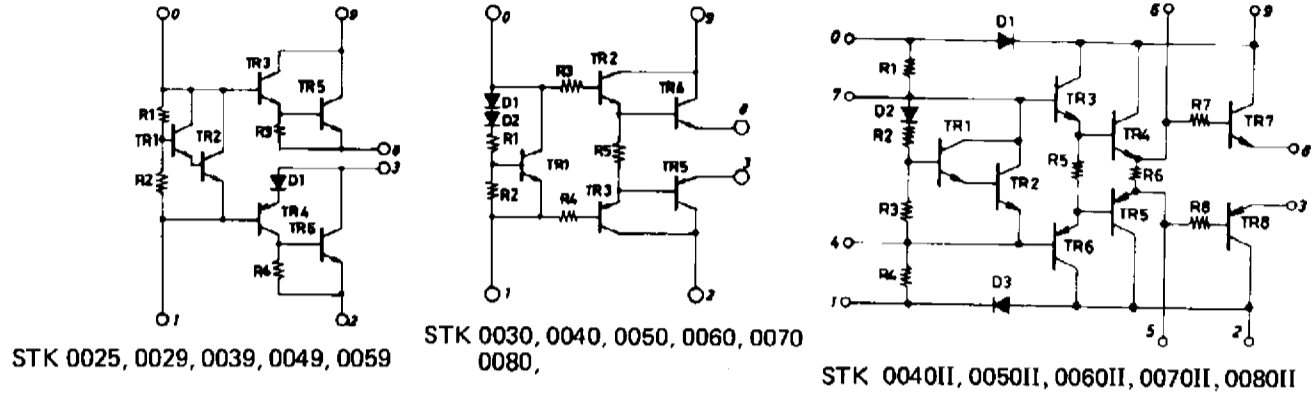 0 9
TR3
TR5
R1
R3
TR1
TR2
8
3
R2
D1
TR4
TR6
R4
1 2
STK 0025, 0029, 0039, 0049, 0059
0 9
TR2
R3
D1
D2
TR4
8
R1
R5
TR1
3
R2
TR3
TR5
R4
1 2
STK 0030, 0040, 0050, 0060, 0070
0080,
6 9
D1
0
R1
7
D2
R2
TR3
R7
TR7
TR1
TR4
8
R5
R6
TR2
R3
3
R8
TR5
TR8
4
TR6
R4
D3
1
5 2
STK 0040II, 0050II, 0060II, 0070II, 0080II